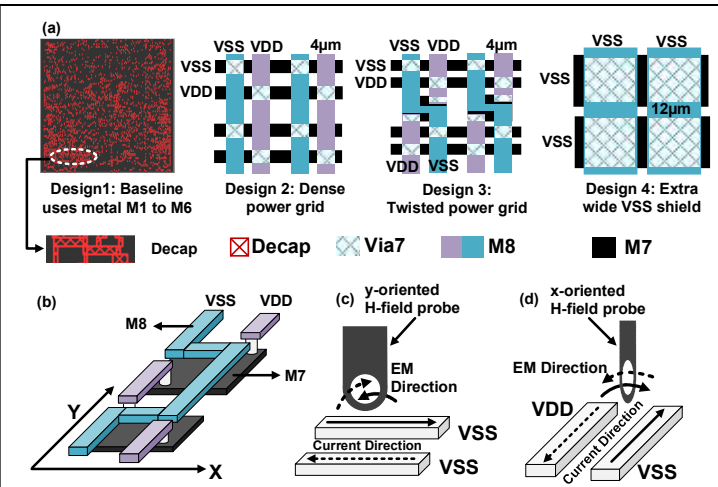 (a)
VSS VDD 4µm
VSS
VDD
VSS VDD 4µm
VSS
VDD
VDD VSS
VSS VSS
VSS
12µm
VSS
Design1: Baseline
uses metal M1 to M6
Design 2: Dense
power grid
Design 3:
Twisted power grid
Design 4: Extra
wide VSS shield
Decap
Decap
Via7
M8
M7
(b)
VSS VDD
M8
M7
Y
X
(c)
y-oriented
H-field probe
EM
Direction
VSS
Current Direction
VSS
(d)
x-oriented
H-field probe
EM Direction
VDD
Current Direction
VSS